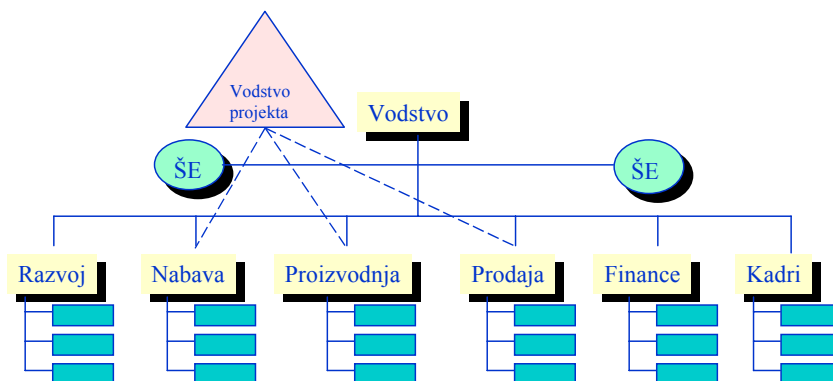 Vodstvo
projekta
Vodstvo
ŠE
ŠE
Razvoj
Nabava
Proizvodnja
Prodaja
Finance
Kadri